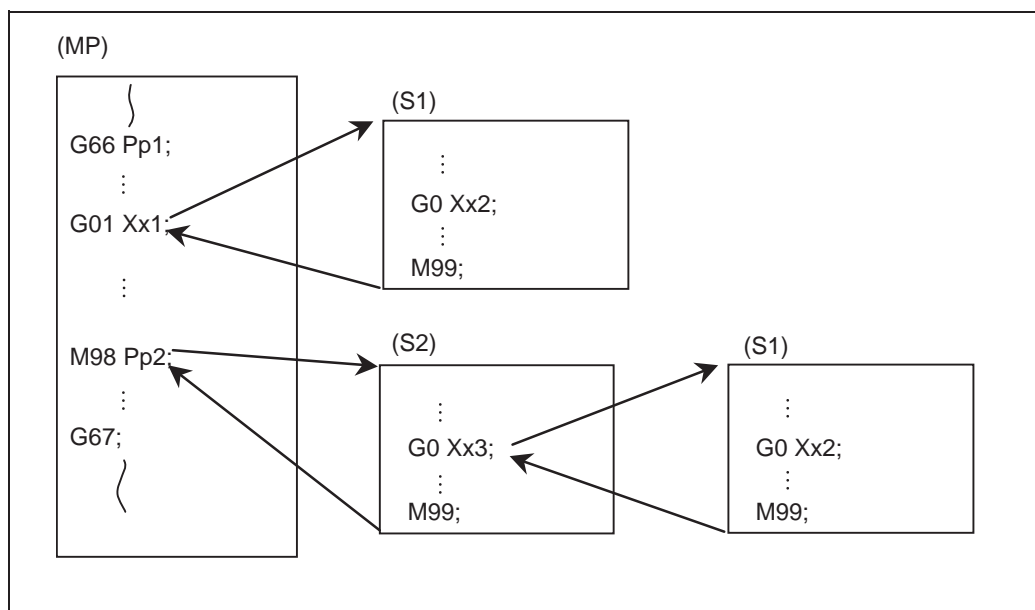 (MP)
G66 Pp1;
⋮
G01 Xx1;
⋮
M98 Pp2;
⋮
G67;
(S1)
⋮
G0 Xx2;
⋮
M99;
(S2)
⋮
G0 Xx3;
⋮
M99;
(S1)
⋮
G0 Xx2;
⋮
M99;